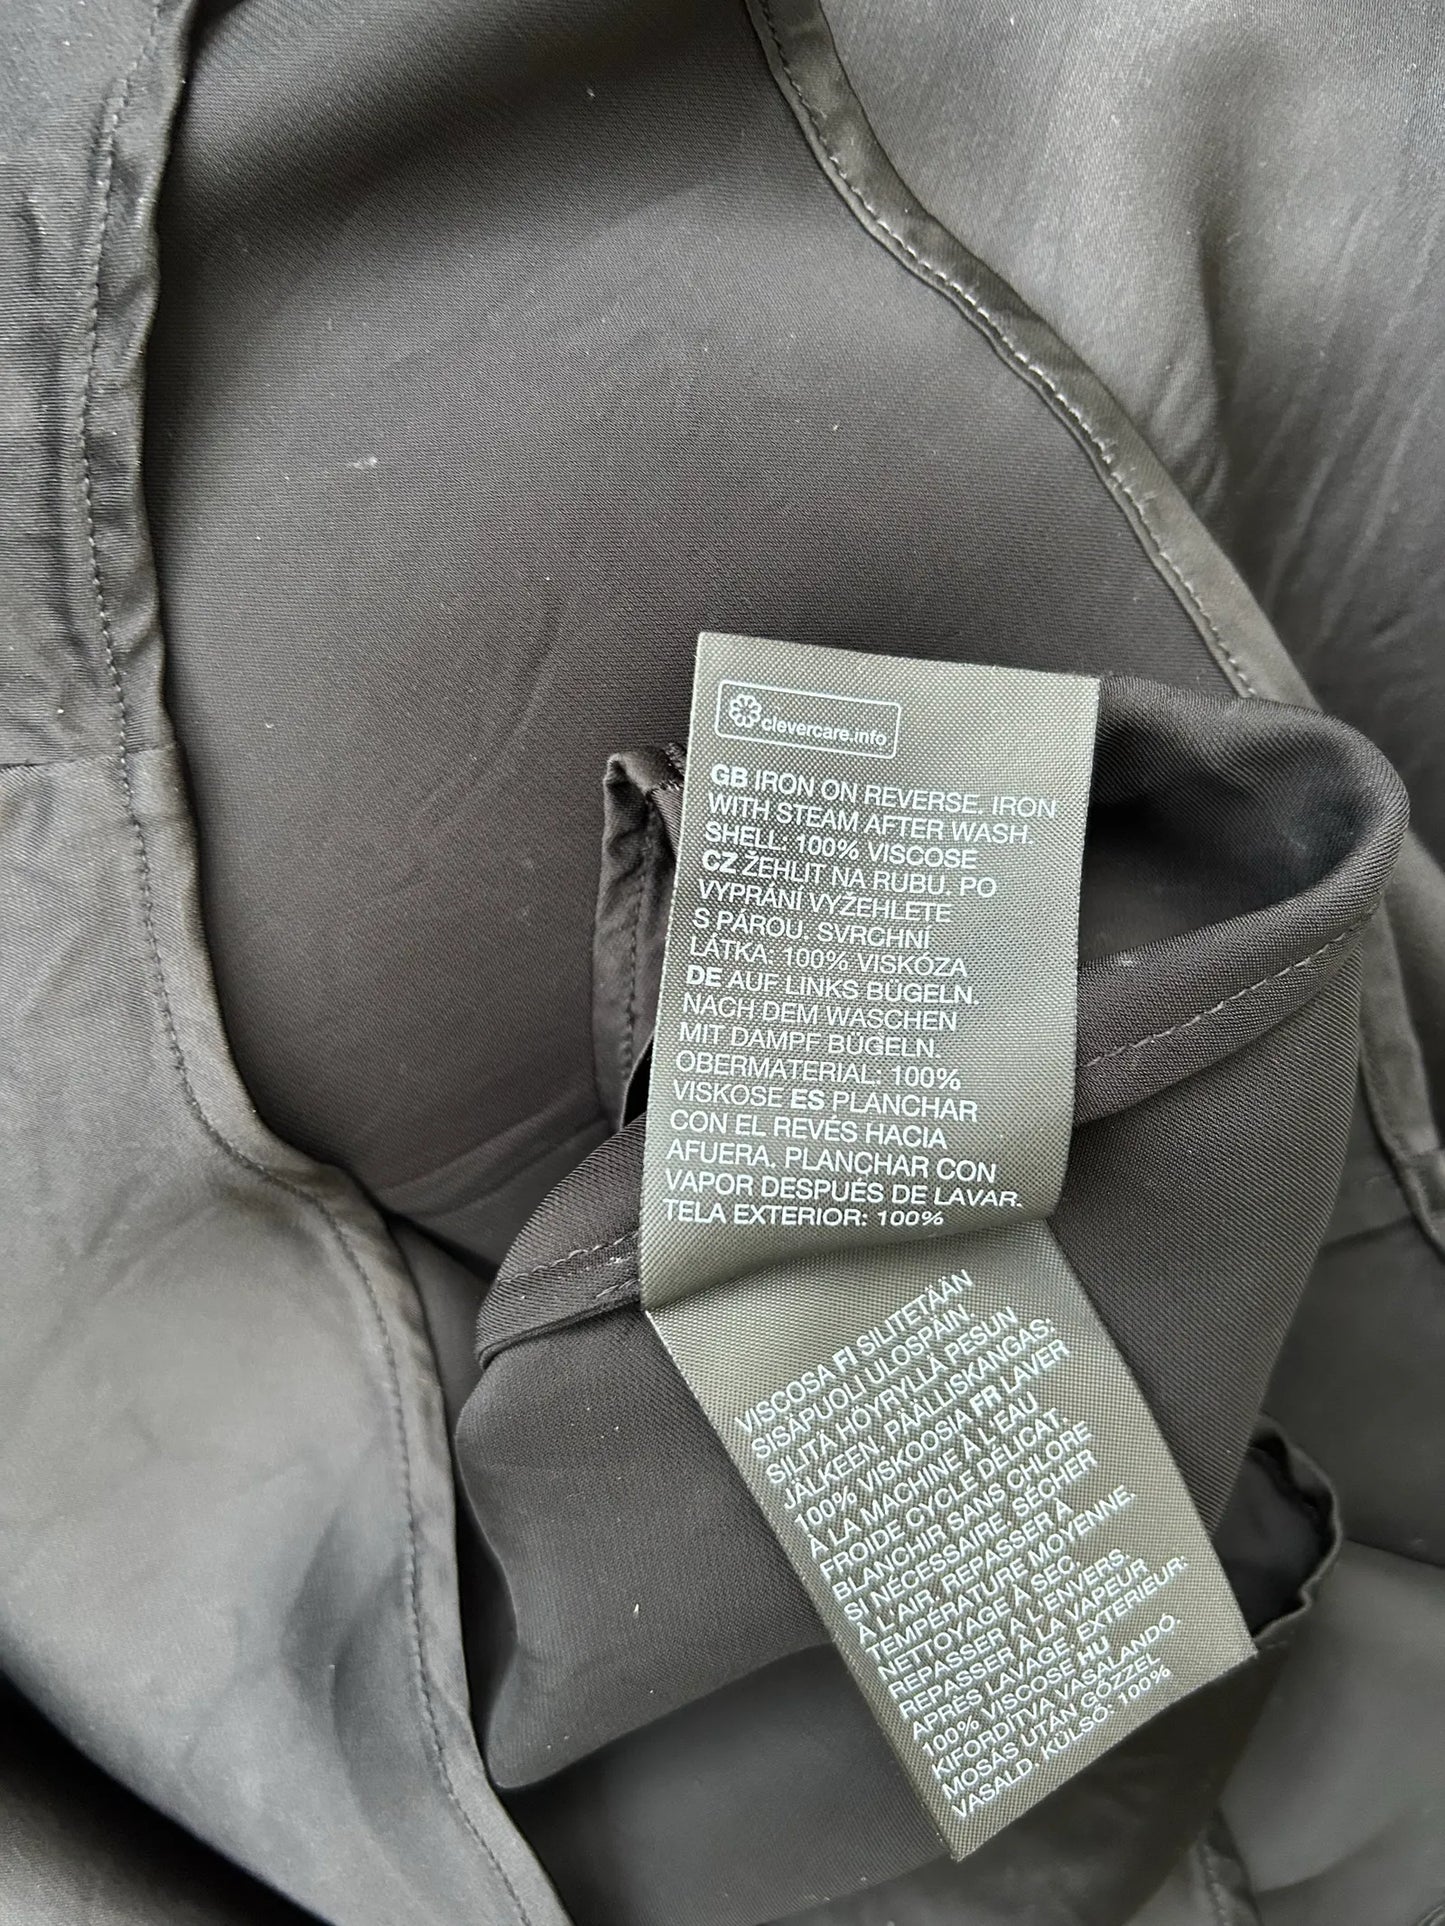 clevercare.info
GB IRON ON REVERSE. IRON
WITH STEAM AFTER WASH.
SHELL: 100% VISCOSE
CZ ŽEHLIT NA RUBU. PO
VYPRÁNÍ VYŽEHLETE
S PÁROU. SVRCHNÍ
LÁTKA: 100% VISKÓZA
DE AUF LINKS BÜGELN.
NACH DEM WASCHEN
MIT DAMPF BÜGELN.
OBERMATERIAL: 100%
VISKOSE ES PLANCHAR
CON EL REVÉS HACIA
AFUERA. PLANCHAR CON
VAPOR DESPUÉS DE LAVAR.
TELA EXTERIOR: 100%
VISCOSA FI SILITETÄÄN
SISÄPUOLI ULOSPÄIN
SILITÄ HÖYRYLLÄ PESUN
JÄLKEEN. PÄÄLLISKANGAS:
100% VISKOOSIA FR LAVER
À LA MACHINE À L'EAU
FROIDE CYCLE DÉLICAT.
BLANCHIR SANS CHLORE
SI NÉCESSAIRE. SÉCHER
À L'AIR. REPASSER À
TEMPÉRATURE MOYENNE.
NETTOYAGE À SEC.
REPASSER À L'ENVERS.
REPASSER À LA VAPEUR
APRÈS LAVAGE. EXTÉRIEUR:
100% VISCOSE HU
KIFORDÍTVA VASALANDÓ.
MOSÁS UTÁN GŐZZEL
VASALD. KÜLSŐ: 100%